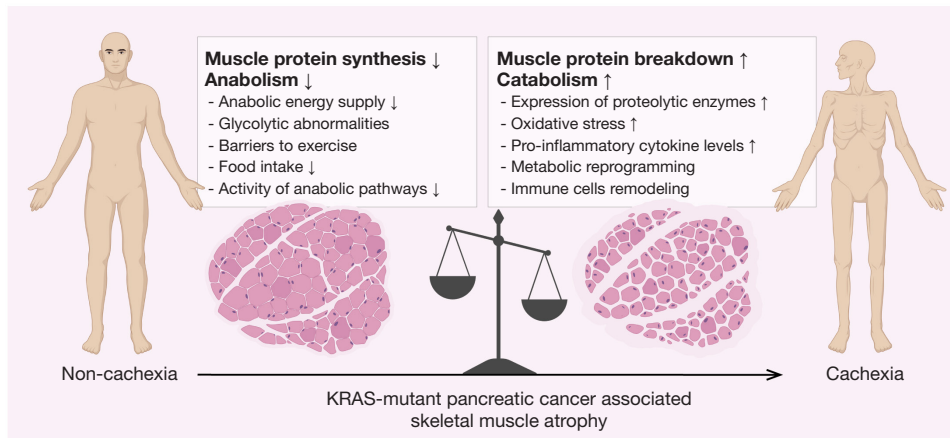 Muscle protein synthesis ↓
Anabolism ↓
- Anabolic energy supply ↓
- Glycolytic abnormalities
- Barriers to exercise
- Food intake ↓
- Activity of anabolic pathways ↓
Muscle protein breakdown ↑
Catabolism ↑
- Expression of proteolytic enzymes ↑
- Oxidative stress ↑
- Pro-inflammatory cytokine levels ↑
- Metabolic reprogramming
- Immune cells remodeling
Non-cachexia
Cachexia
KRAS-mutant pancreatic cancer associated
skeletal muscle atrophy